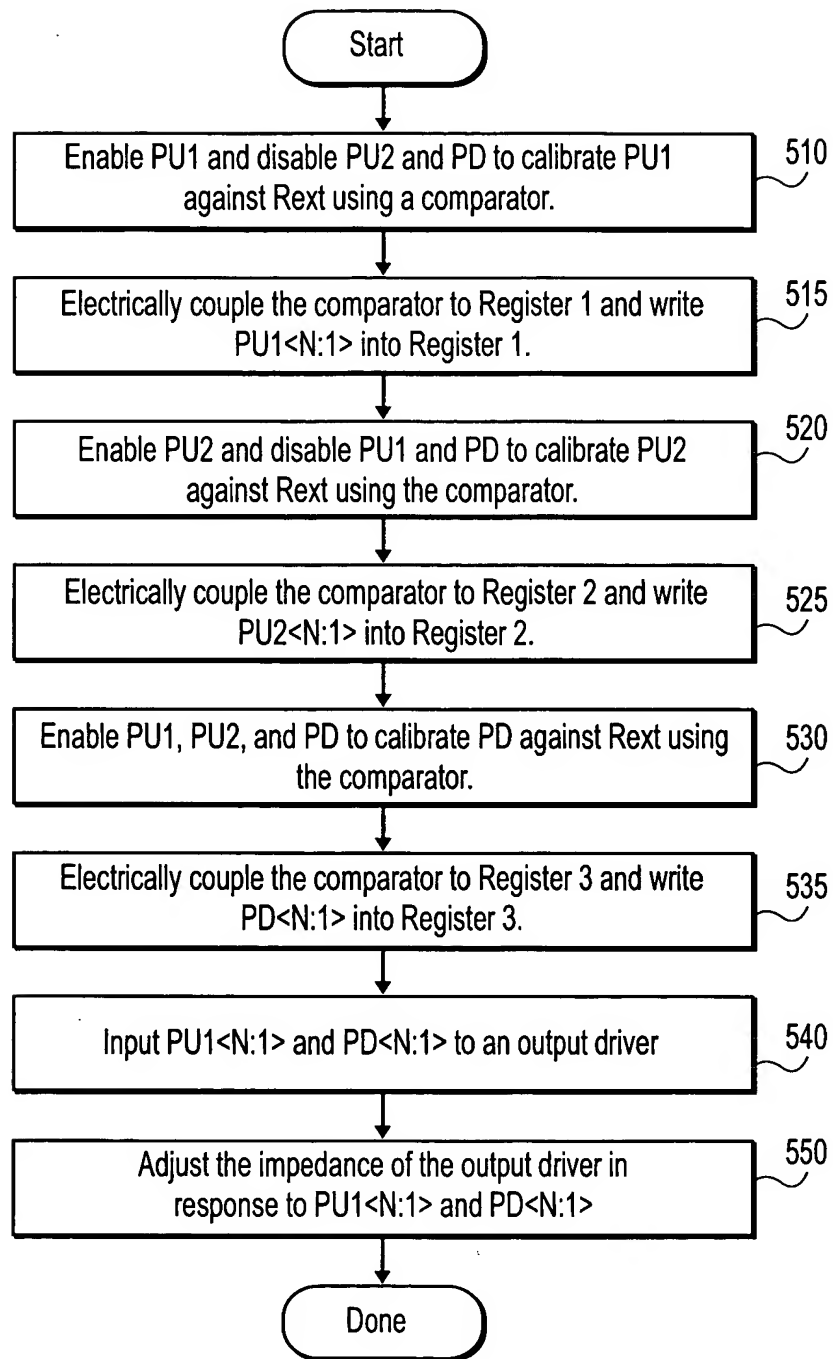 Start
Enable PU1 and disable PU2 and PD to calibrate PU1
against Rext using a comparator.
510
Electrically couple the comparator to Register 1 and write
PU1<N:1> into Register 1.
515
Enable PU2 and disable PU1 and PD to calibrate PU2
against Rext using the comparator.
520
Electrically couple the comparator to Register 2 and write
PU2<N:1> into Register 2.
525
Enable PU1, PU2, and PD to calibrate PD against Rext using
the comparator.
530
Electrically couple the comparator to Register 3 and write
PD<N:1> into Register 3.
535
Input PU1<N:1> and PD<N:1> to an output driver
540
Adjust the impedance of the output driver in
response to PU1<N:1> and PD<N:1>
550
Done